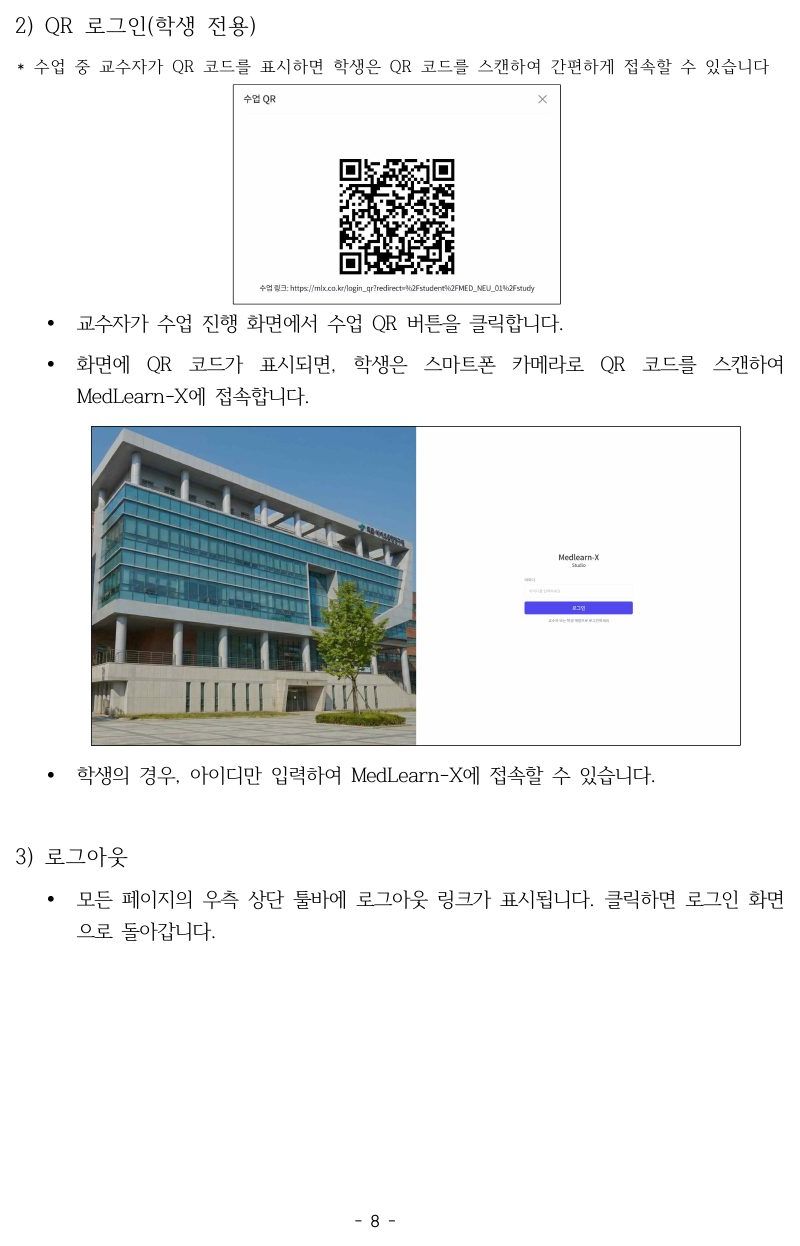 2) QR 로그인(학생 전용)
* 수업 중 교수자가 QR 코드를 표시하면 학생은 QR 코드를 스캔하여 간편하게 접속할 수 있습니다
수업 QR
수업 링크: https://mlx.co.kr/login_qr?redirect=%2Fstudent%2FMED_NEU_01%2Fstudy
• 교수자가 수업 진행 화면에서 수업 QR 버튼을 클릭합니다.
• 화면에 QR 코드가 표시되면, 학생은 스마트폰 카메라로 QR 코드를 스캔하여
MedLearn-X에 접속합니다.
Medlearn-X
Studio
아이디
로그인
• 학생의 경우, 아이디만 입력하여 MedLearn-X에 접속할 수 있습니다.
3) 로그아웃
• 모든 페이지의 우측 상단 툴바에 로그아웃 링크가 표시됩니다. 클릭하면 로그인 화면
으로 돌아갑니다.
- 8 -